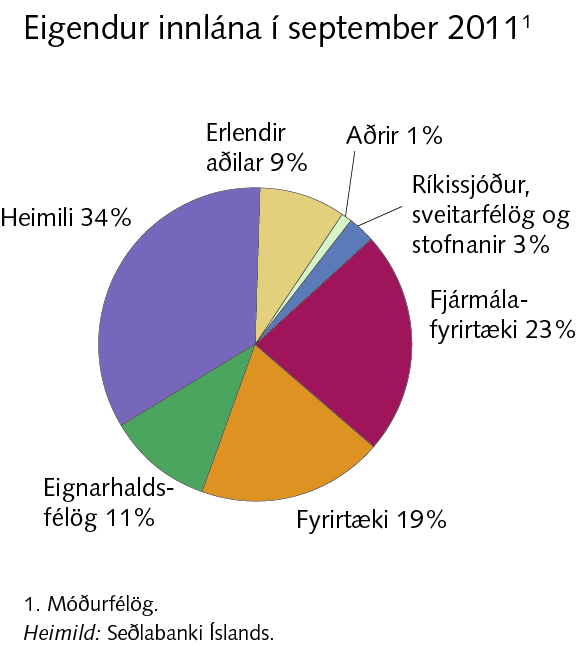 Eigendur innlána í september 2011¹
Erlendir
aðilar 9%
Aðrir 1%
Ríkissjóður,
sveitarfélög og
stofnanir 3%
Heimili 34%
Fjármála-
fyrirtæki 23%
Eignarhalds-
félög 11%
Fyrirtæki 19%
1. Móðurfélög.
Heimild: Seðlabanki Íslands.